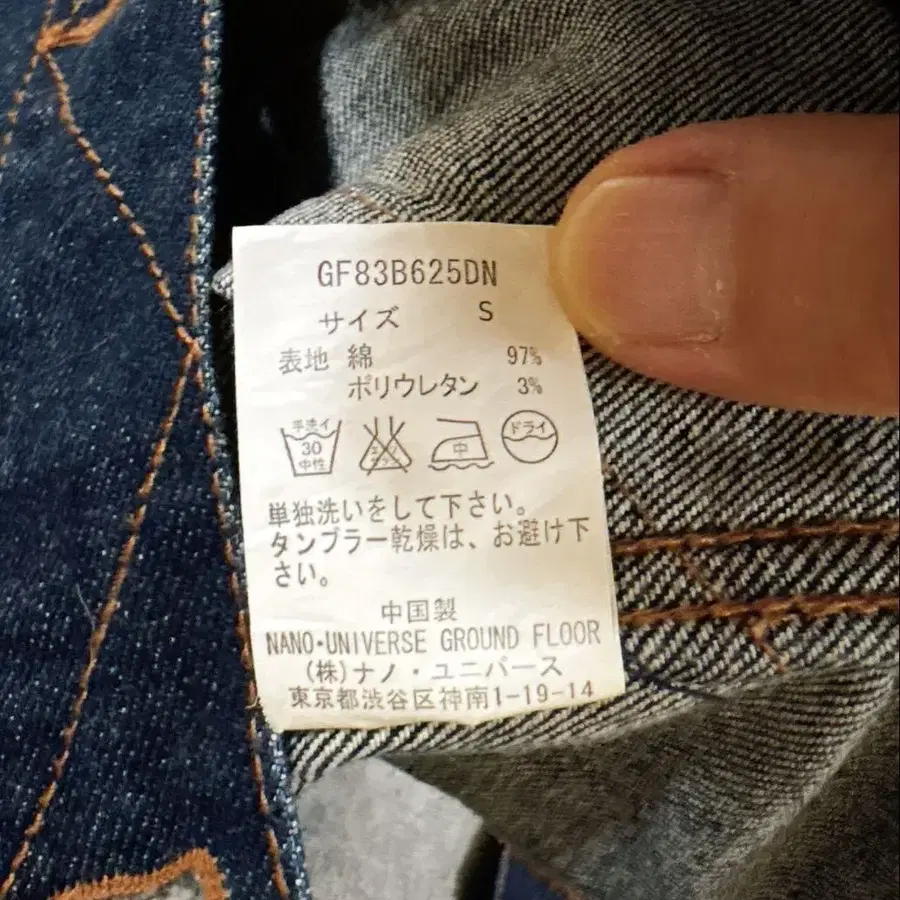 GF83B625DN
サイズ S
表地 綿 97%
ポリウレタン 3%
手洗イ 30 中性
中
ドライ
単独洗いをして下さい。
タンブラー乾燥は、お避け下
さい。
中国製
NANO・UNIVERSE GROUND FLOOR
(株)ナノ・ユニバース
東京都渋谷区神南1-19-14